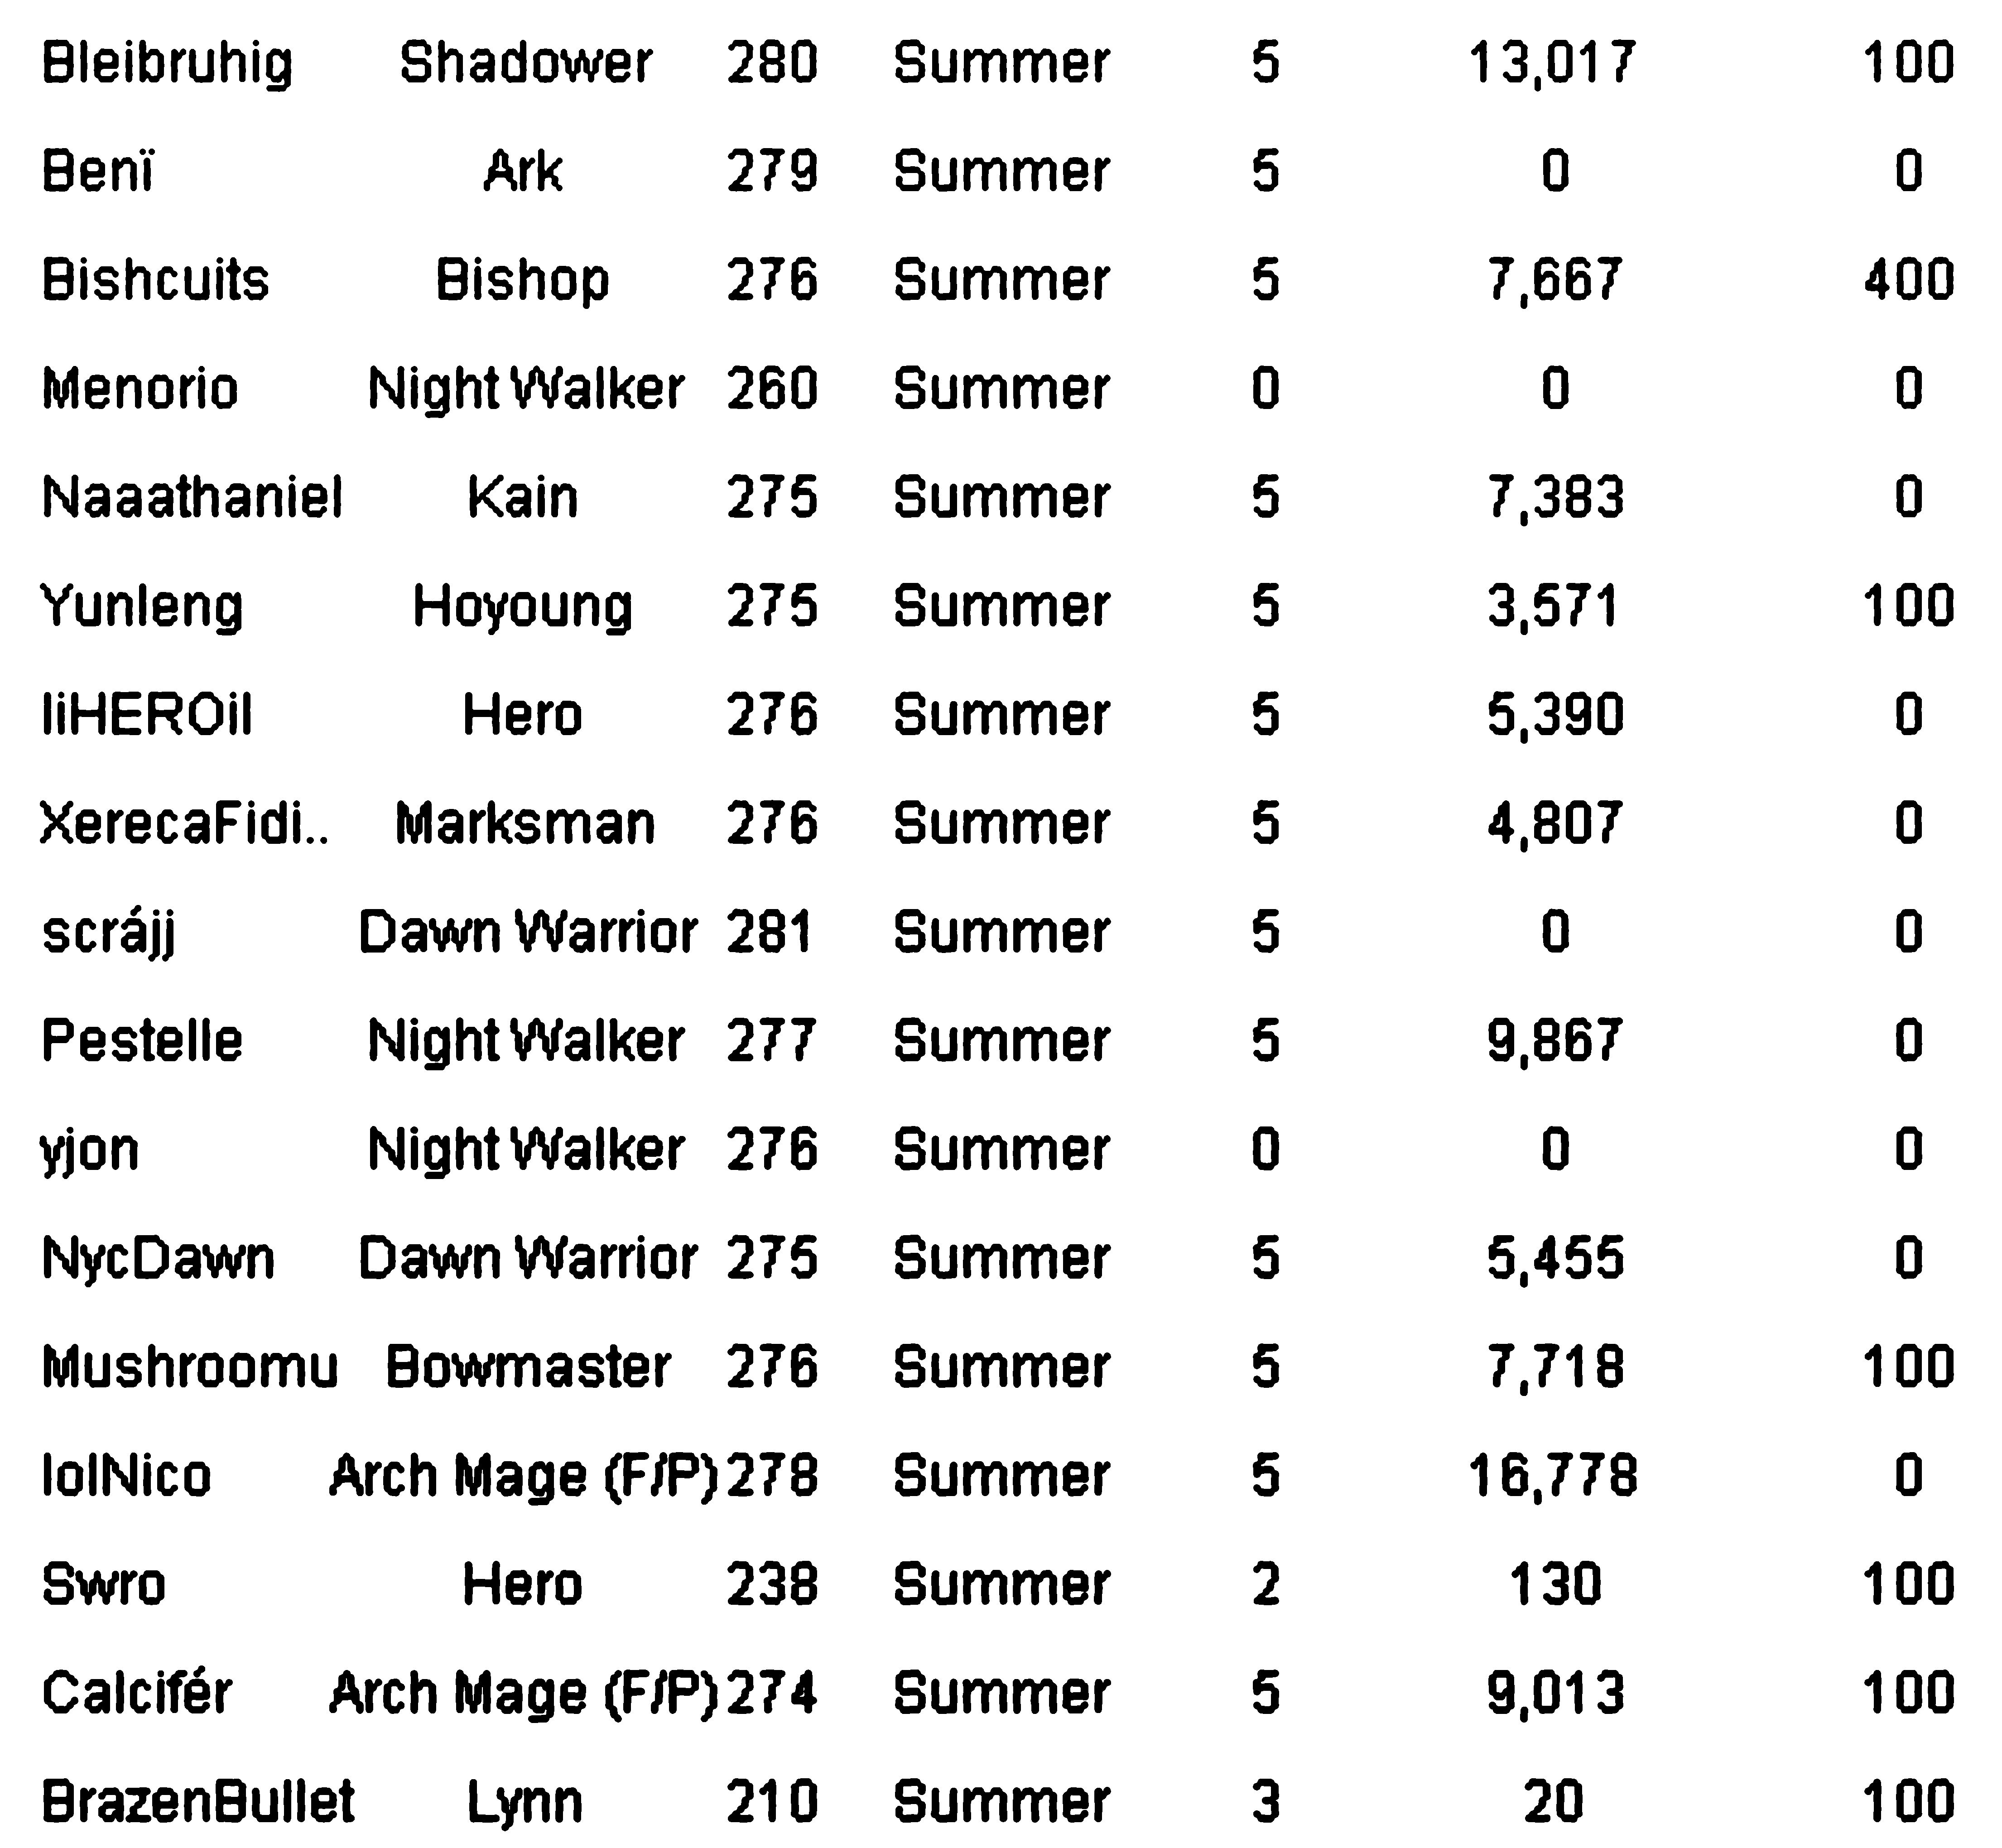 Bleibruhig Shadower 280 Summer 5 13,017 100
Benï Ark 279 Summer 5 0 0
Bishcuits Bishop 276 Summer 5 7,667 400
Menorio Night Walker 260 Summer 0 0 0
Naaathaniel Kain 275 Summer 5 7,383 0
Yunleng Hoyoung 275 Summer 5 3,571 100
liHEROil Hero 276 Summer 5 5,390 0
XerecaFidi.. Marksman 276 Summer 5 4,807 0
scrájj Dawn Warrior 281 Summer 5 0 0
Pestelle Night Walker 277 Summer 5 9,867 0
yjon Night Walker 276 Summer 0 0 0
NycDawn Dawn Warrior 275 Summer 5 5,455 0
Mushroomu Bowmaster 276 Summer 5 7,718 100
lolNico Arch Mage (F/P) 278 Summer 5 16,778 0
Swro Hero 238 Summer 2 130 100
Calcifér Arch Mage (F/P) 274 Summer 5 9,013 100
BrazenBullet Lynn 210 Summer 3 20 100